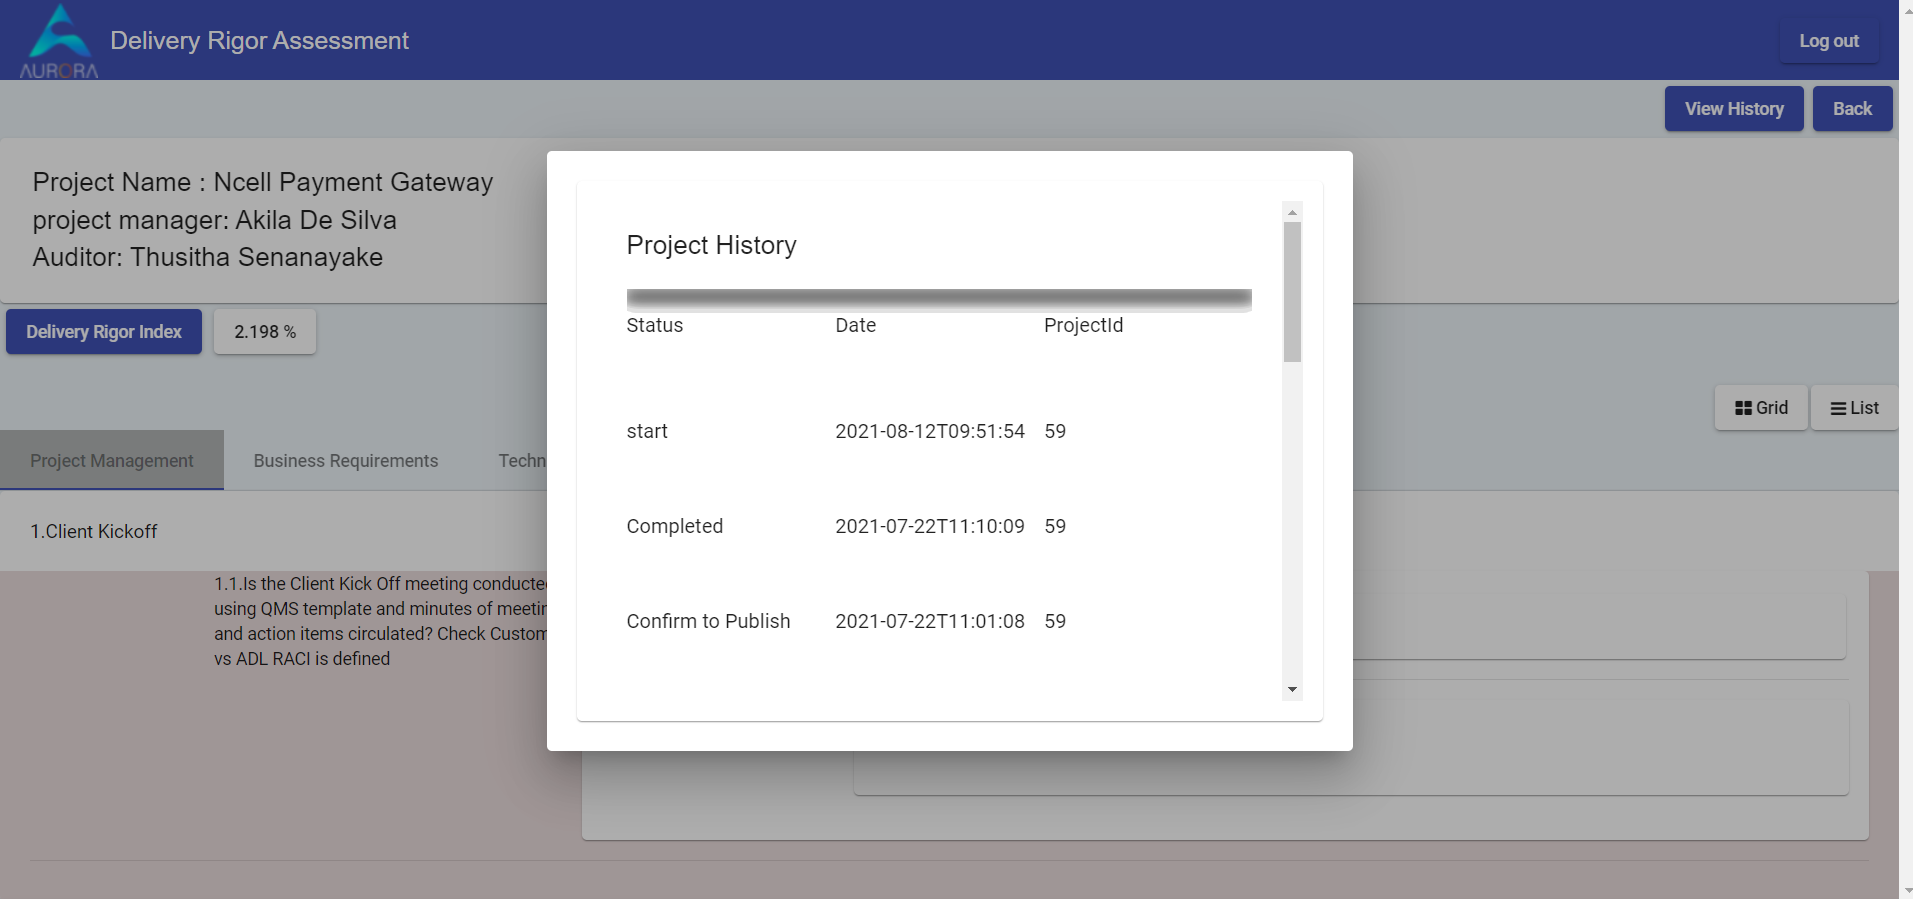 AURORA
Delivery Rigor Assessment
Log out
View History
Back
Project Name : Ncell Payment Gateway
project manager: Akila De Silva
Auditor: Thusitha Senanayake
Delivery Rigor Index
2.198 %
Grid
List
Project Management
Business Requirements
Techn
1.Client Kickoff
1.1.Is the Client Kick Off meeting conducted
using QMS template and minutes of meetin
and action items circulated? Check Custom
vs ADL RACI is defined
Project History
Status Date ProjectId
start 2021-08-12T09:51:54 59
Completed 2021-07-22T11:10:09 59
Confirm to Publish 2021-07-22T11:01:08 59